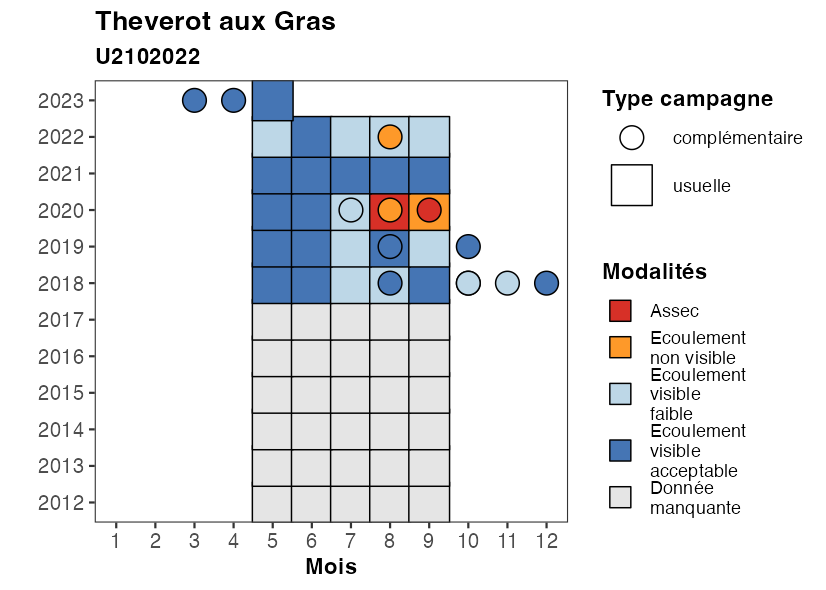 Theverot aux Gras
U2102022
2023
2022
2021
2020
2019
2018
2017
2016
2015
2014
2013
2012
1 2 3 4 5 6 7 8 9 10 11 12
Mois
Type campagne
complémentaire
usuelle
Modalités
Assec
Ecoulement
non visible
Ecoulement
visible
faible
Ecoulement
visible
acceptable
Donnée
manquante